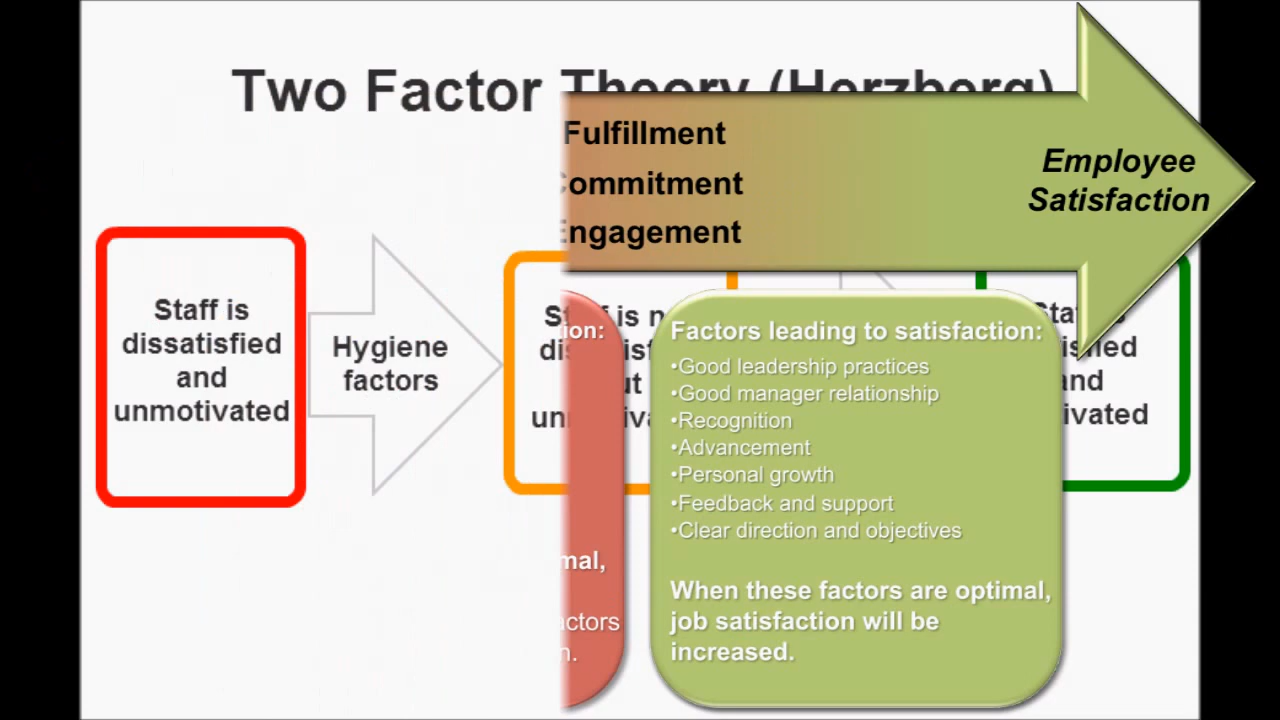 Two Factor Theory (Herzberg)
Fulfillment
Commitment
Engagement
Employee
Satisfaction
Staff is
dissatisfied
and
unmotivated
Hygiene
factors
is
Factors leading to satisfaction:
•Good leadership practices
•Good manager relationship
•Recognition
•Advancement
•Personal growth
•Feedback and support
•Clear direction and objectives
When these factors are optimal,
job satisfaction will be
increased.
and